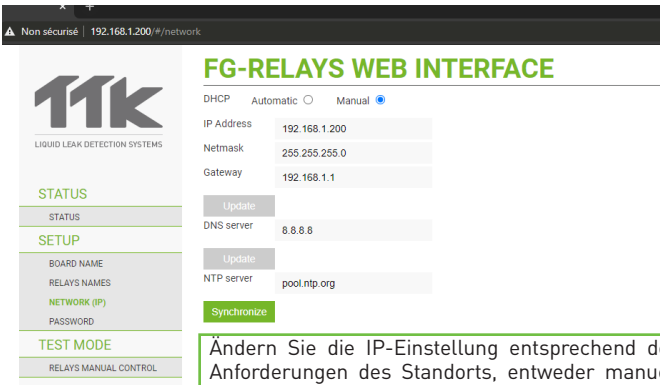 × +
Non sécurisé | 192.168.1.200/#/network
TTK
LIQUID LEAK DETECTION SYSTEMS
STATUS
STATUS
SETUP
BOARD NAME
RELAYS NAMES
NETWORK (IP)
PASSWORD
TEST MODE
RELAYS MANUAL CONTROL
FG-RELAYS WEB INTERFACE
DHCP Automatic Manual
IP Address 192.168.1.200
Netmask 255.255.255.0
Gateway 192.168.1.1
Update
DNS server 8.8.8.8
Update
NTP server pool.ntp.org
Synchronize
Ändern Sie die IP-Einstellung entsprechend
Anforderungen des Standorts, entweder